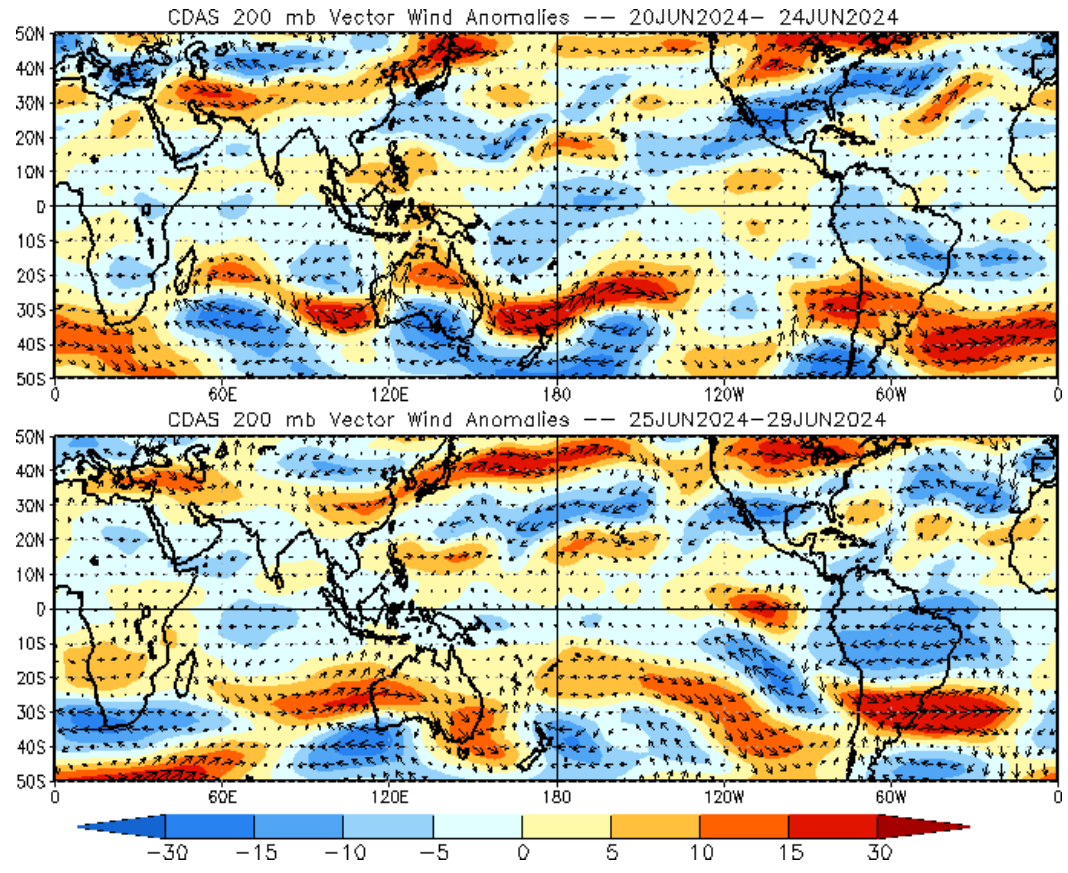 CDAS 200 mb Vector Wind Anomalies -- 20JUN2024- 24JUN2024
50N
40N
30N
20N
10N
0
10S
20S
30S
40S
50S
0 60E 120E 180 120W 60W 0
CDAS 200 mb Vector Wind Anomalies -- 25JUN2024-29JUN2024
50N
40N
30N
20N
10N
0
10S
20S
30S
40S
50S
0 60E 120E 180 120W 60W 0
-30 -15 -10 -5 0 5 10 15 30